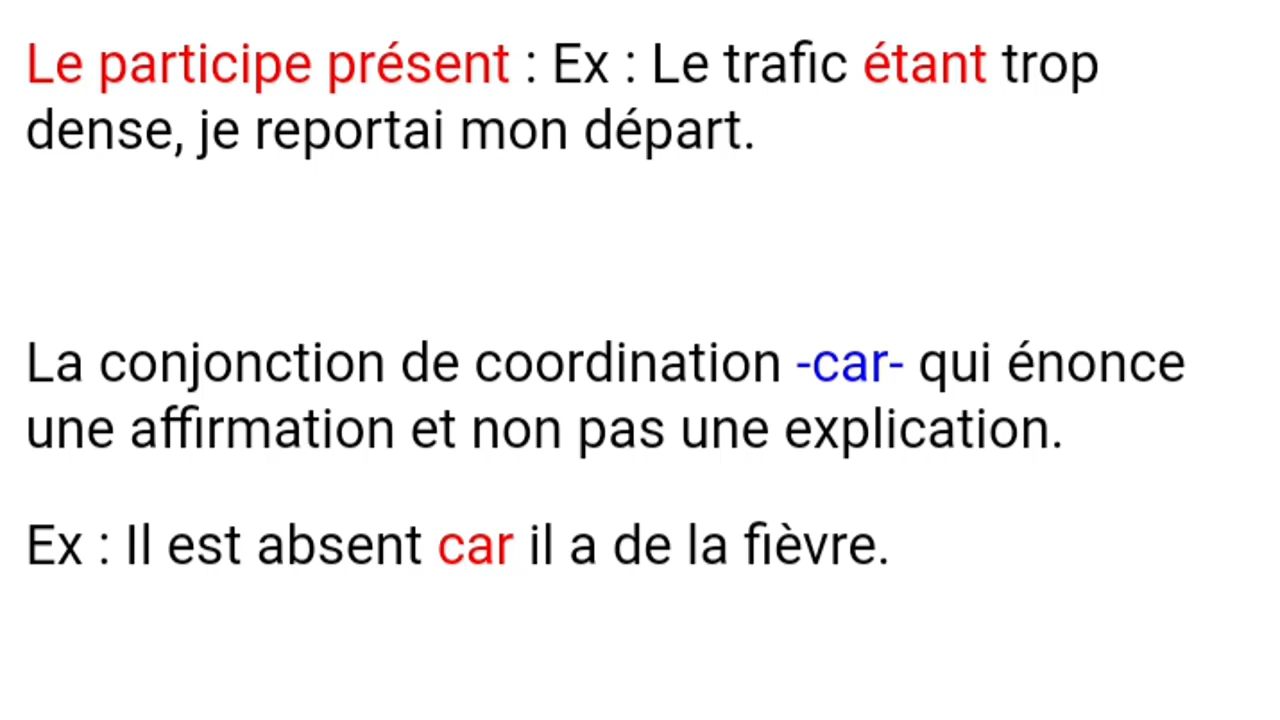 Le participe présent : Ex : Le trafic étant trop
dense, je reportai mon départ.
La conjonction de coordination -car- qui énonce
une affirmation et non pas une explication.
Ex : Il est absent car il a de la fièvre.